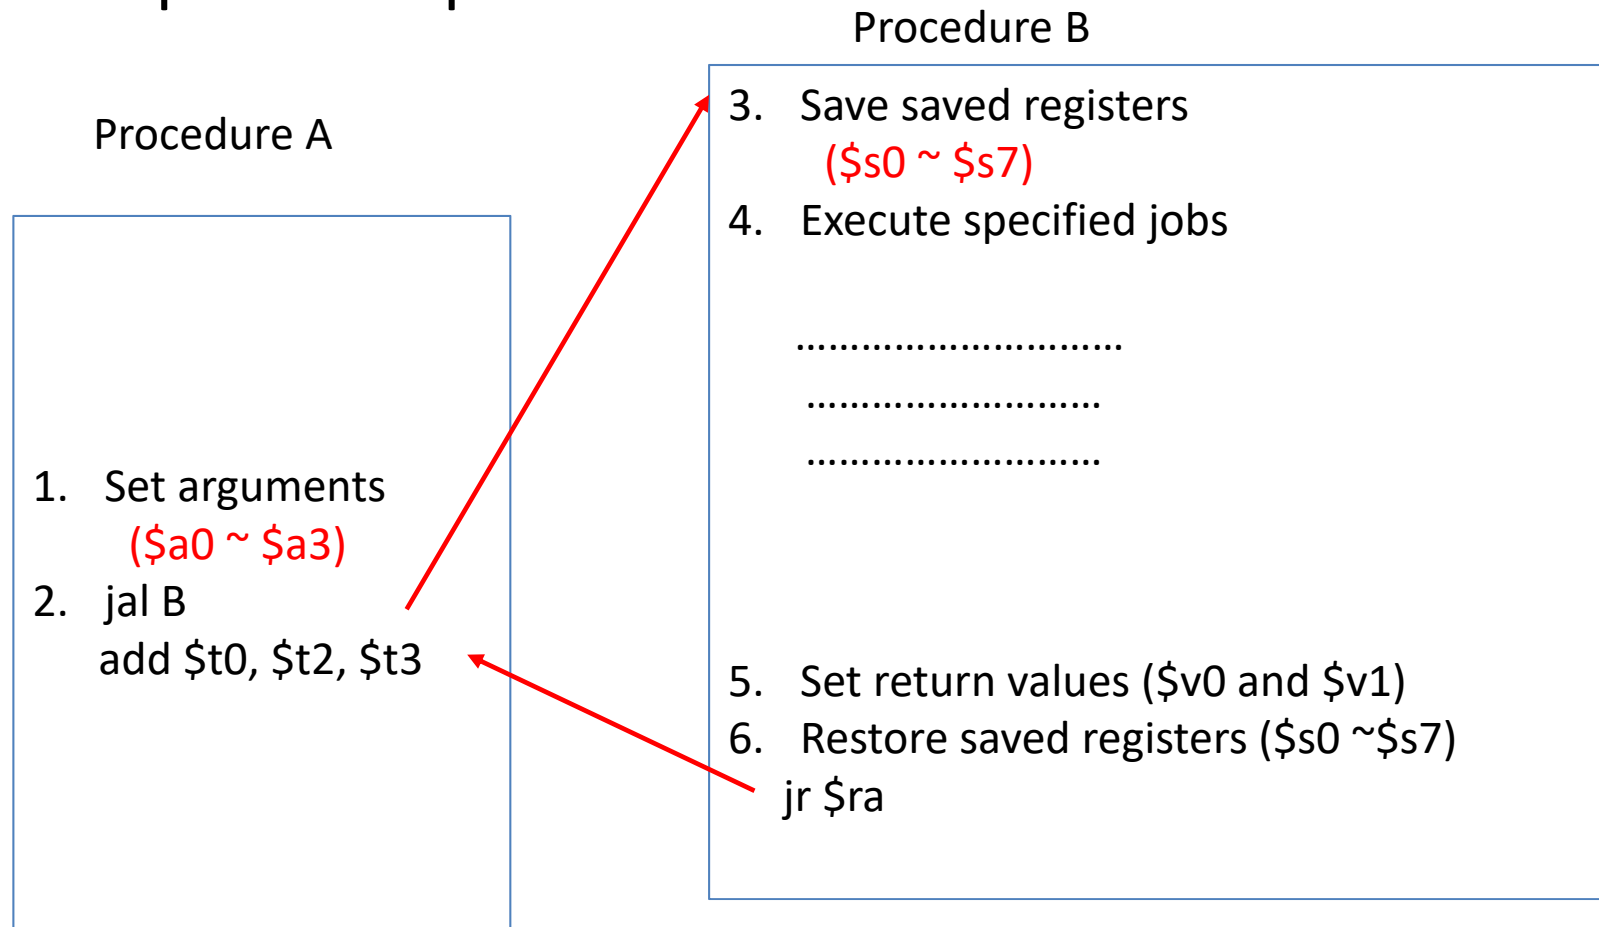 Procedure A
1. Set arguments
($a0 ~ $a3)
2. jal B
add $t0, $t2, $t3
Procedure B
3. Save saved registers
($s0 ~ $s7)
4. Execute specified jobs
…………………………
………………………
………………………
5. Set return values ($v0 and $v1)
6. Restore saved registers ($s0 ~$s7)
jr $ra